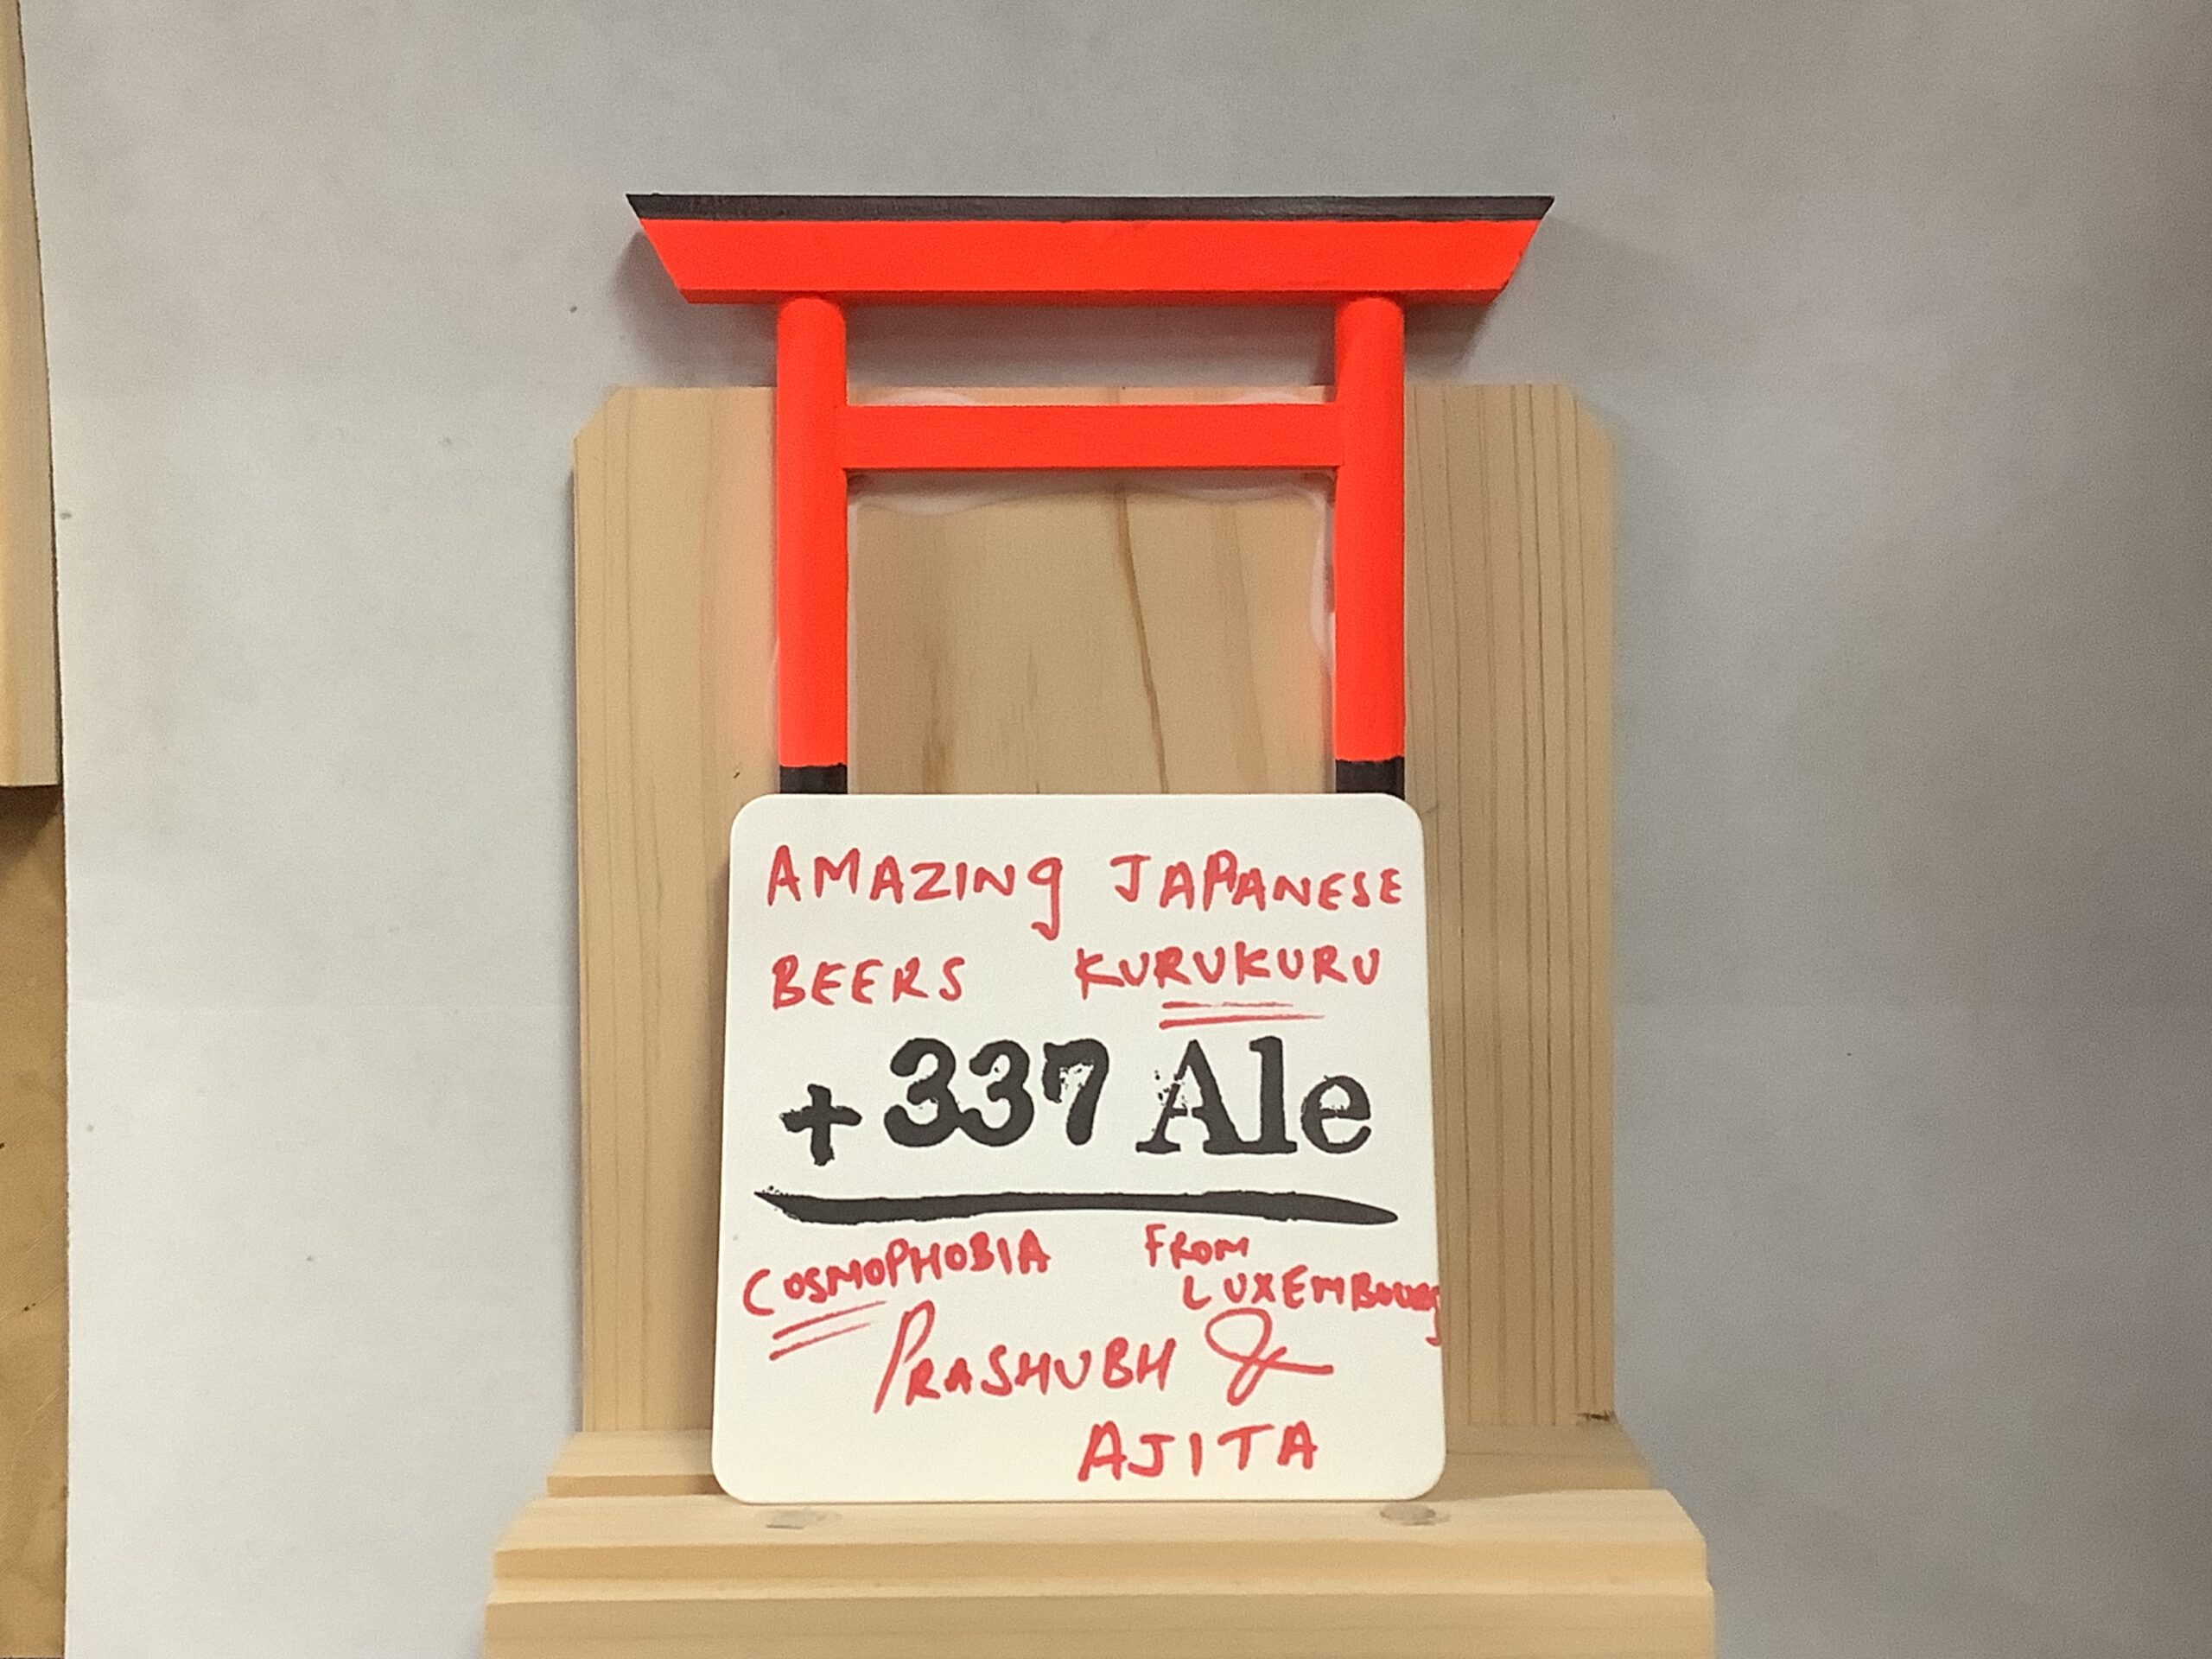 AMAZING JAPANESE
BEERS KURUKURU
+337 Ale
COSMOPHOBIA FROM
LUXEMBOURG
PRASHUBH &
AJITA